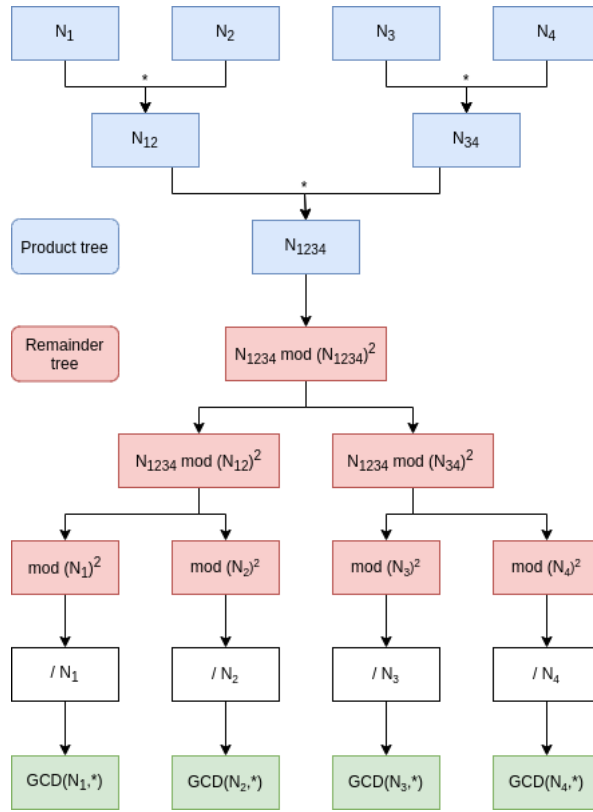 N₁ N₂ N₃ N₄
* *
N₁₂ N₃₄
*
Product tree N₁₂₃₄
Remainder
tree
N₁₂₃₄ mod (N₁₂₃₄)²
N₁₂₃₄ mod (N₁₂)² N₁₂₃₄ mod (N₃₄)²
mod (N₁)² mod (N₂)² mod (N₃)² mod (N₄)²
/ N₁ / N₂ / N₃ / N₄
GCD(N₁,*) GCD(N₂,*) GCD(N₃,*) GCD(N₄,*)